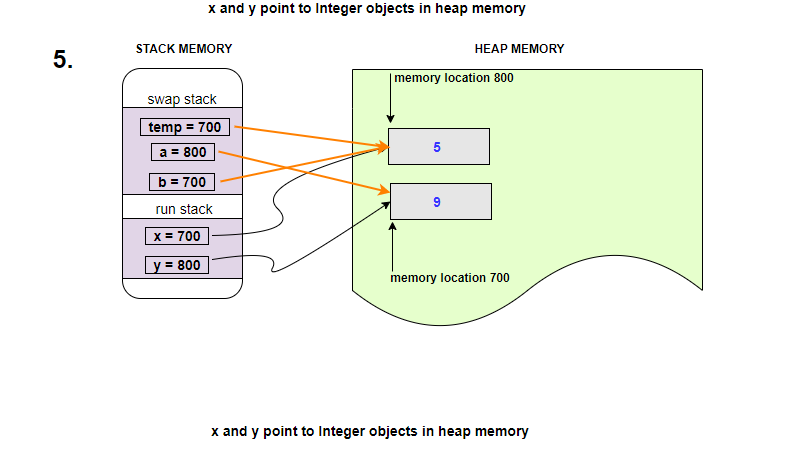 x and y point to Integer objects in heap memory
5.
STACK MEMORY
HEAP MEMORY
memory location 800
swap stack
temp = 700
a = 800
b = 700
5
9
run stack
x = 700
y = 800
memory location 700
x and y point to Integer objects in heap memory